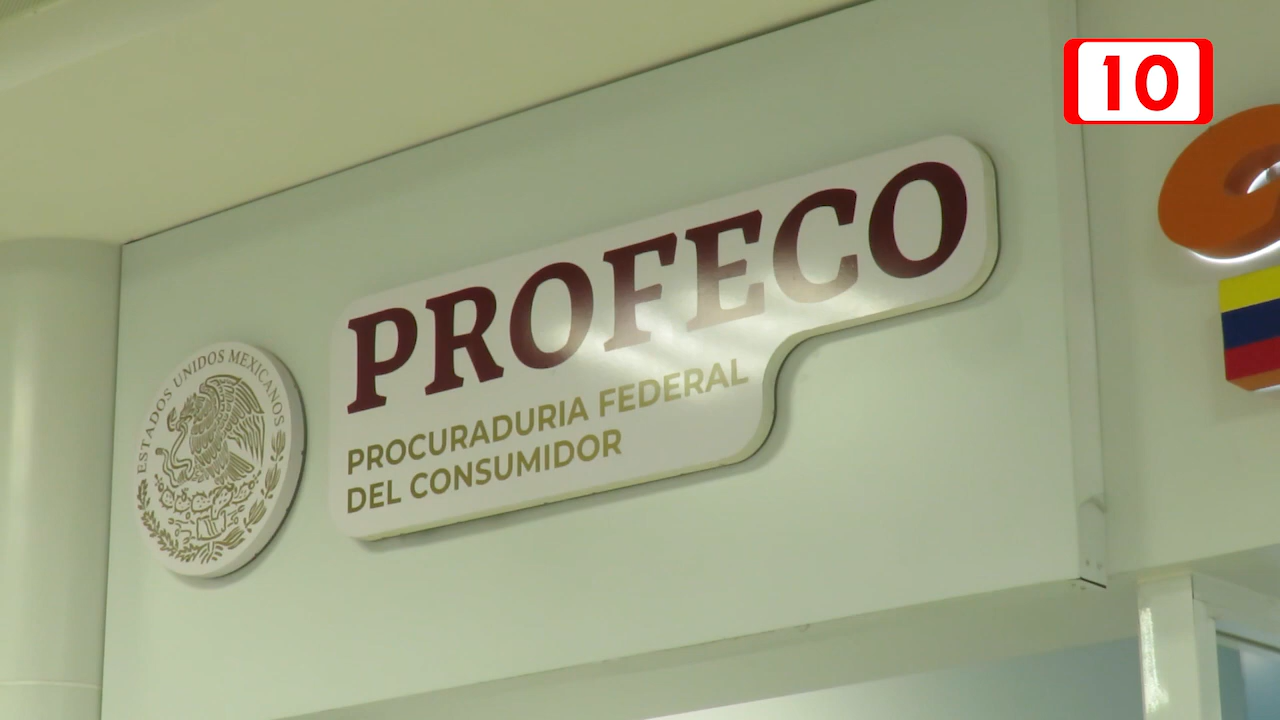 10
PROFECO
PROCURADURIA FEDERAL
DEL CONSUMIDOR
ESTADOS UNIDOS MEXICANOS